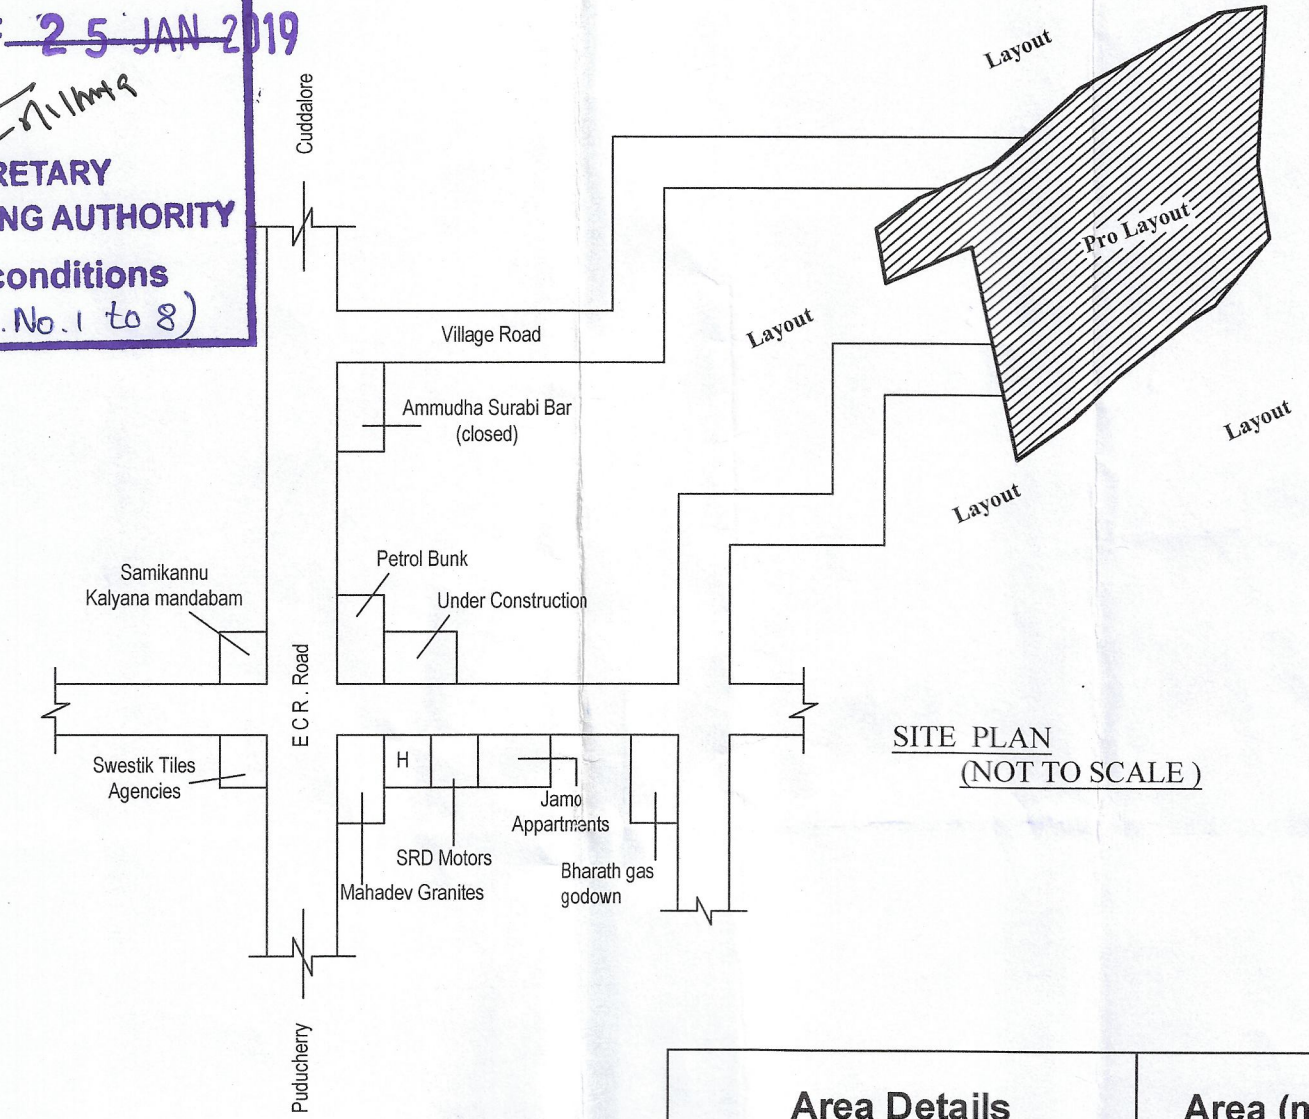 25 JAN 2019
RETARY
NG AUTHORITY
conditions
.No. 1 to 8)
Cuddalore
Layout
Pro Layout
Village Road
Layout
Ammudha Surabi Bar
(closed)
Layout
Layout
Petrol Bunk
Samikannu
Kalyana mandabam
Under Construction
E C R . Road
SITE PLAN
(NOT TO SCALE )
Swestik Tiles
Agencies
H
Jamo
Appartments
SRD Motors
Bharath gas
godown
Mahadev Granites
Puducherry
Area Details
Area (